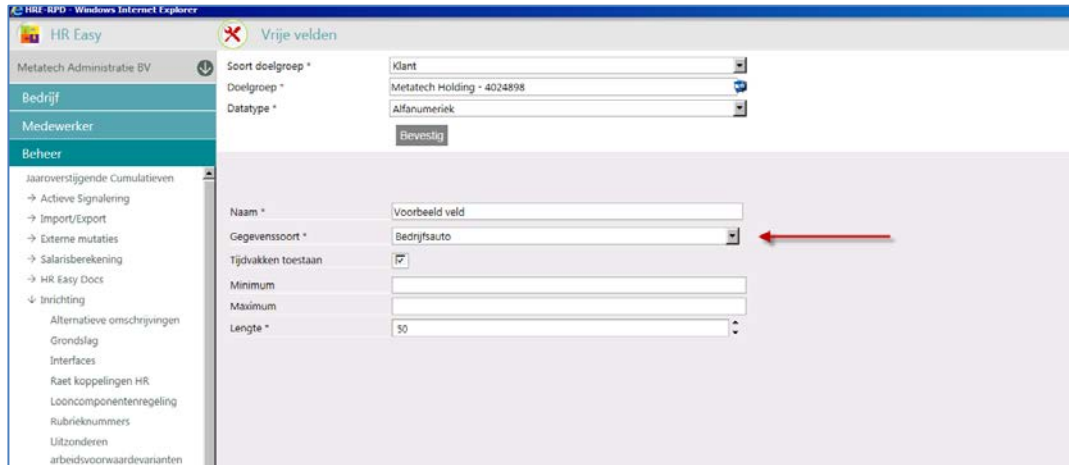 HRE-RPD - Windows Internet Explorer
HR Easy
Vrije velden
Metatech Administratie BV
Bedrijf
Medewerker
Beheer
Jaaroverstijgende Cumulatieven
→ Actieve Signalering
→ Import/Export
→ Externe mutaties
→ Salarisberekening
→ HR Easy Docs
↓ Inrichting
Alternatieve omschrijvingen
Grondslag
Interfaces
Raet koppelingen HR
Looncomponentenregeling
Rubrieknummers
Uitzonderen
arbeidsvoorwaardevarianten
Soort doelgroep * Klant
Doelgroep * Metatech Holding - 4024898
Datatype * Alfanumeriek
Bevestig
Naam * Voorbeeld veld
Gegevenssoort * Bedrijfsauto
Tijdvakken toestaan
Minimum
Maximum
Lengte * 50